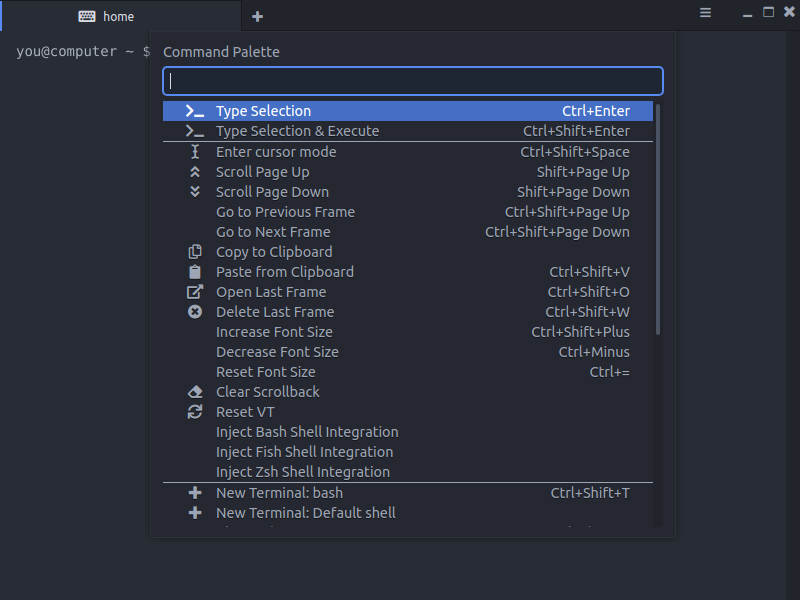 home
you@computer ~ $
Command Palette
Type Selection Ctrl+Enter
Type Selection & Execute Ctrl+Shift+Enter
Enter cursor mode Ctrl+Shift+Space
Scroll Page Up Shift+Page Up
Scroll Page Down Shift+Page Down
Go to Previous Frame Ctrl+Shift+Page Up
Go to Next Frame Ctrl+Shift+Page Down
Copy to Clipboard
Paste from Clipboard Ctrl+Shift+V
Open Last Frame Ctrl+Shift+O
Delete Last Frame Ctrl+Shift+W
Increase Font Size Ctrl+Shift+Plus
Decrease Font Size Ctrl+Minus
Reset Font Size Ctrl+=
Clear Scrollback
Reset VT
Inject Bash Shell Integration
Inject Fish Shell Integration
Inject Zsh Shell Integration
New Terminal: bash Ctrl+Shift+T
New Terminal: Default shell